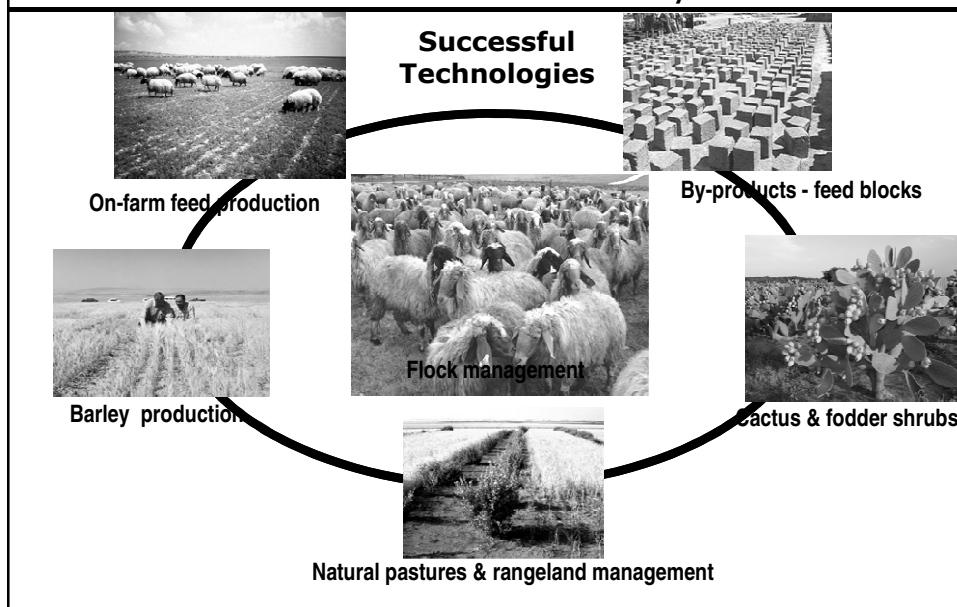 Successful
Technologies
On-farm feed production
By-products - feed blocks
Flock management
Barley production
Cactus & fodder shrubs
Natural pastures & rangeland management